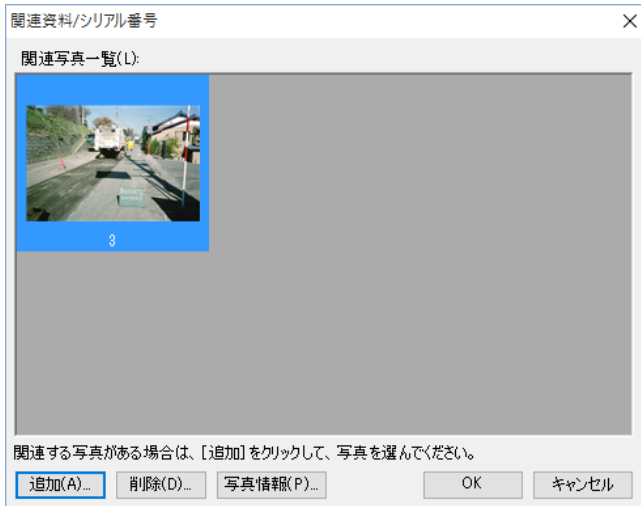 関連資料/シリアル番号
関連写真一覧(L):
3
関連する写真がある場合は、[追加]をクリックして、写真を選んでください。
追加(A)... 削除(D)... 写真情報(P)... OK キャンセル